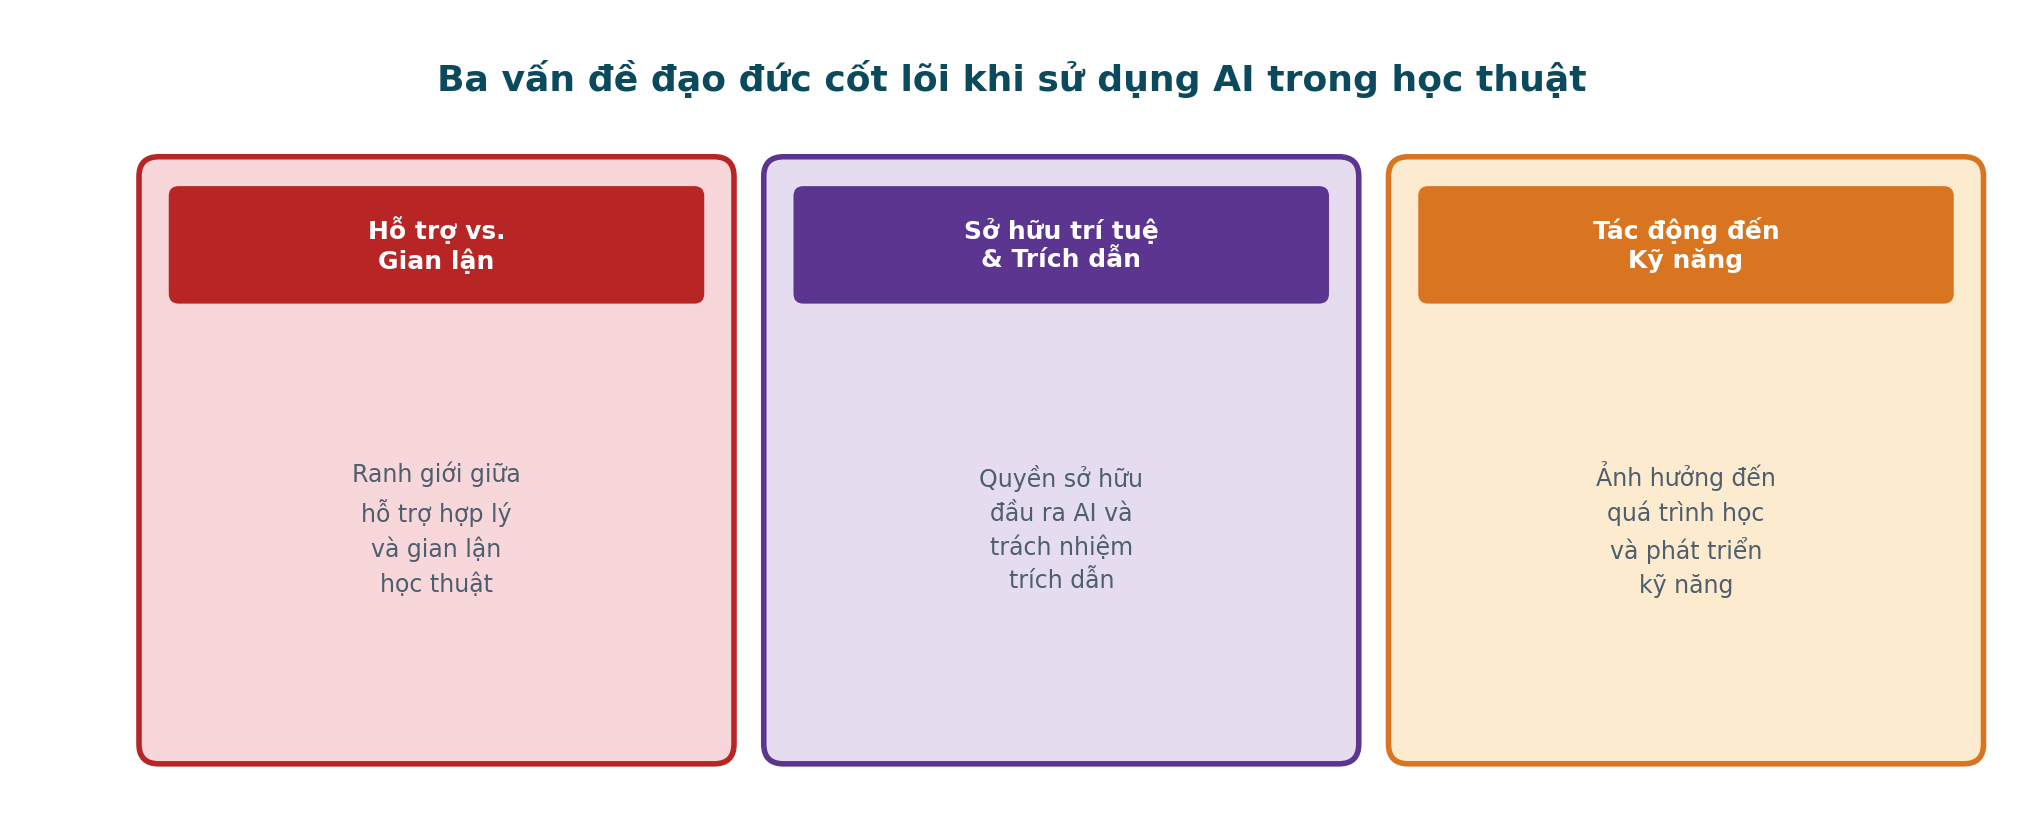 Ba vấn đề đạo đức cốt lõi khi sử dụng AI trong học thuật
Hỗ trợ vs.
Gian lận
Ranh giới giữa
hỗ trợ hợp lý
và gian lận
học thuật
Sở hữu trí tuệ
& Trích dẫn
Quyền sở hữu
đầu ra AI và
trách nhiệm
trích dẫn
Tác động đến
Kỹ năng
Ảnh hưởng đến
quá trình học
và phát triển
kỹ năng